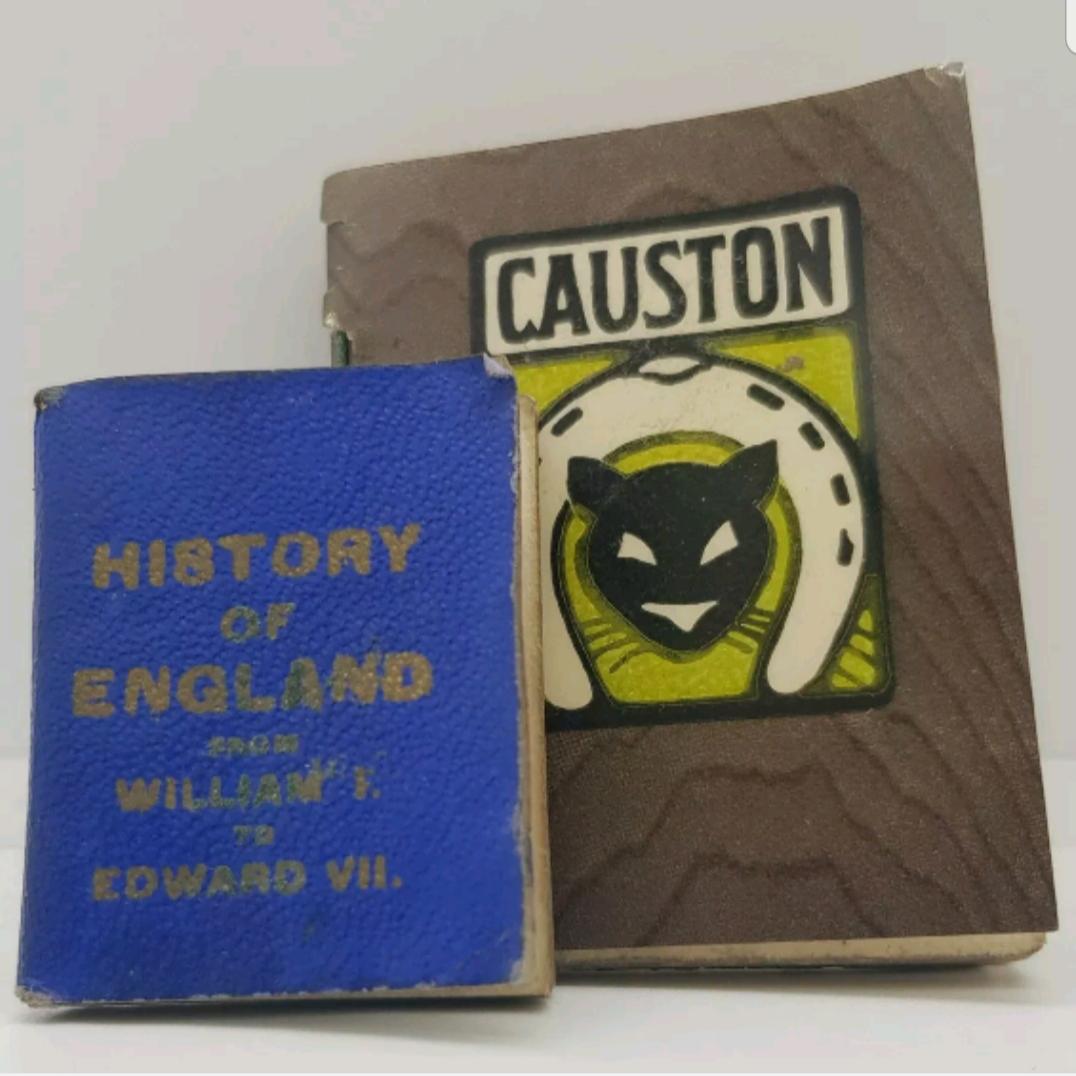 CAUSTON
HISTORY
OF
ENGLAND
FROM
WILLIAM I.
TO
EDWARD VII.